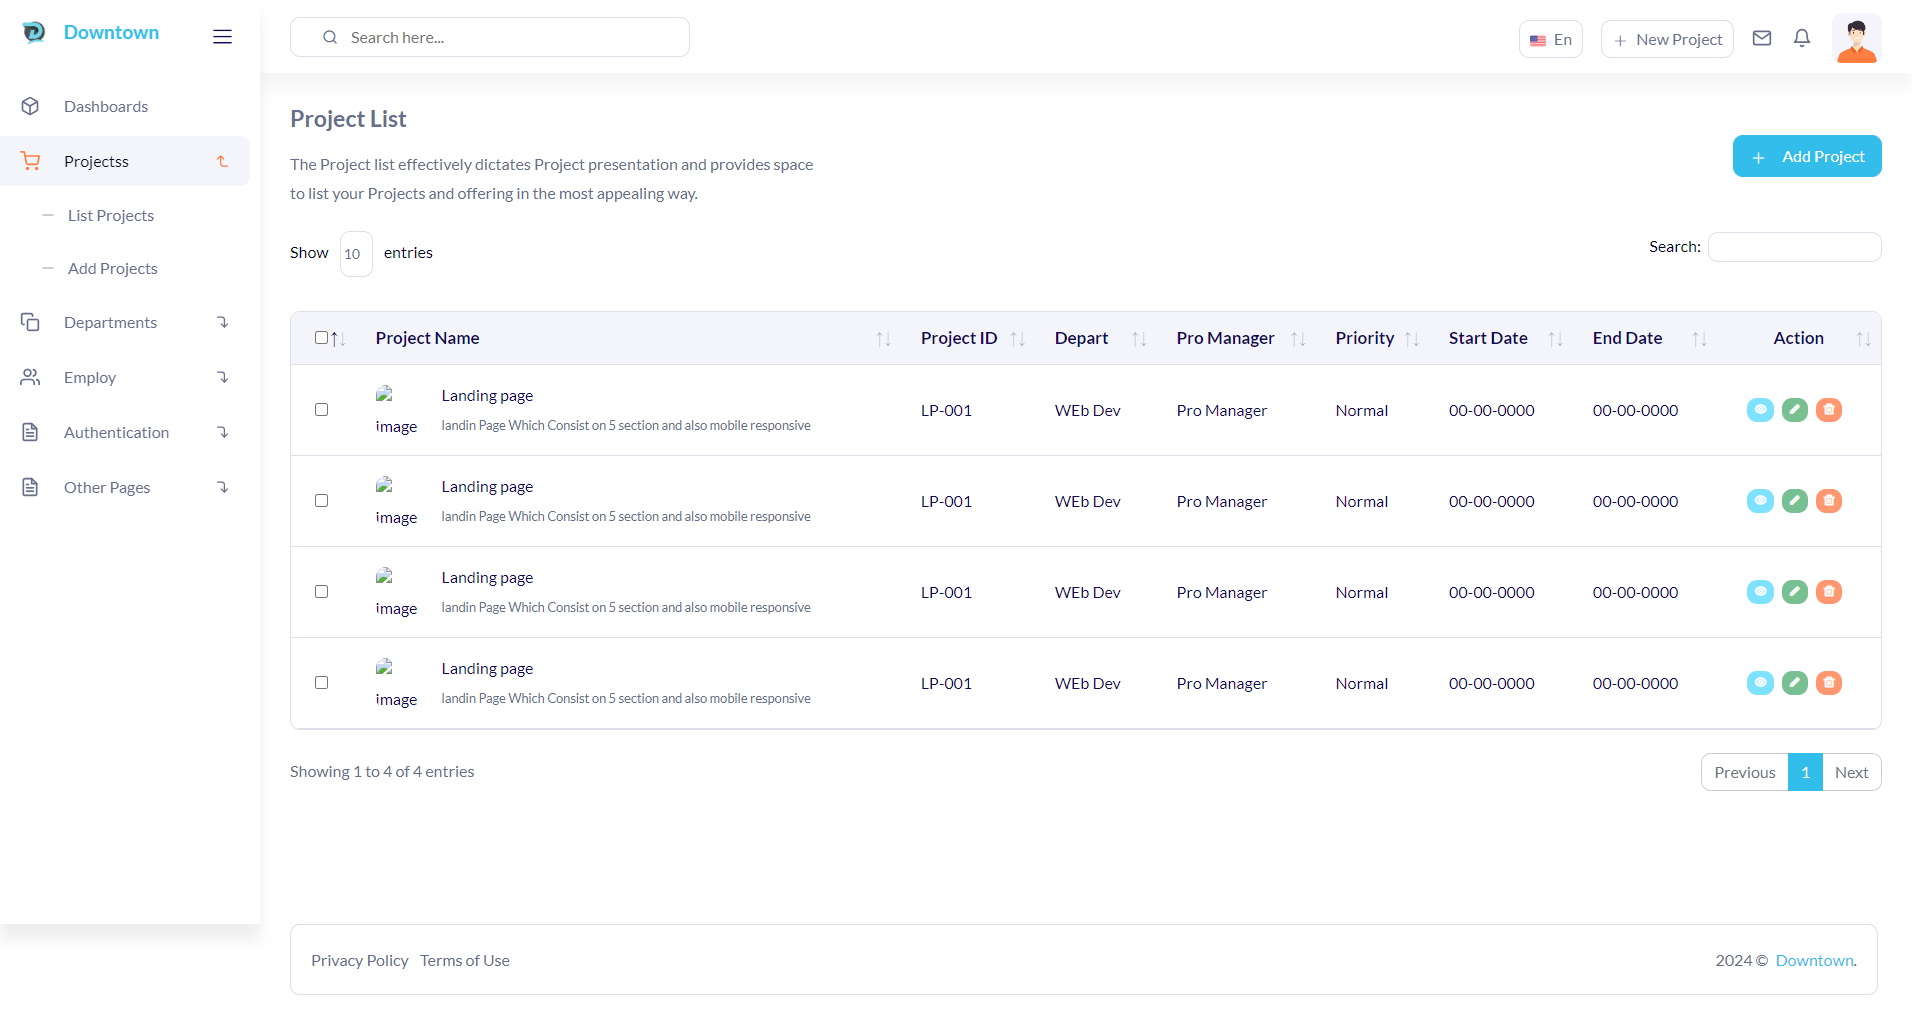 Downtown
Search here...
En
New Project
Dashboards
Projectss
List Projects
Add Projects
Departments
Employ
Authentication
Other Pages
Project List
The Project list effectively dictates Project presentation and provides space
to list your Projects and offering in the most appealing way.
Add Project
Show 10 entries
Search:
Project Name Project ID Depart Pro Manager Priority Start Date End Date Action
image Landing page
landin Page Which Consist on 5 section and also mobile responsive
LP-001 WEb Dev Pro Manager Normal 00-00-0000 00-00-0000
image Landing page
landin Page Which Consist on 5 section and also mobile responsive
LP-001 WEb Dev Pro Manager Normal 00-00-0000 00-00-0000
image Landing page
landin Page Which Consist on 5 section and also mobile responsive
LP-001 WEb Dev Pro Manager Normal 00-00-0000 00-00-0000
image Landing page
landin Page Which Consist on 5 section and also mobile responsive
LP-001 WEb Dev Pro Manager Normal 00-00-0000 00-00-0000
Showing 1 to 4 of 4 entries
Previous 1 Next
Privacy Policy Terms of Use
2024 © Downtown.